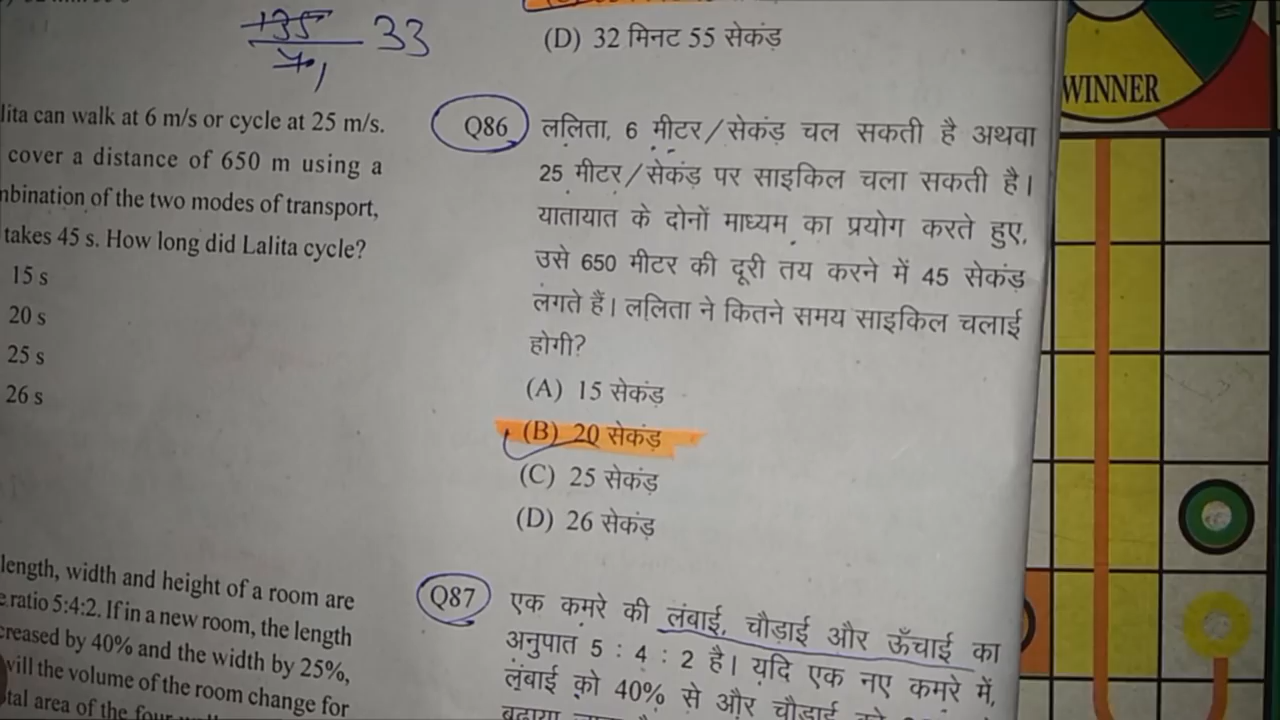 135 33
71
(D) 32 मिनट 55 सेकंड़
can walk at 6 m/s or cycle at 25 m/s.
cover a distance of 650 m using a
of the two modes of transport,
takes 45 s. How long did Lalita cycle?
15 s
20 s
25 s
26 s
Q86 ललिता, 6 मीटर/सेकंड़ चल सकती है अथवा
25 मीटर/सेकंड़ पर साइकिल चला सकती है।
यातायात के दोनों माध्यम का प्रयोग करते हुए,
उसे 650 मीटर की दूरी तय करने में 45 सेकंड़
लगते हैं। ललिता ने कितने समय साइकिल चलाई
होगी?
(A) 15 सेकंड़
(B) 20 सेकंड़
(C) 25 सेकंड़
(D) 26 सेकंड़
length, width and height of a room are
ratio 5:4:2. If in a new room, the length
by 40% and the width by 25%,
will the volume of the room change for
area of the four
Q87 एक कमरे की लंबाई, चौड़ाई और ऊँचाई का
अनुपात 5 : 4 : 2 है। यदि एक नए कमरे में,
लंबाई को 40% से और चौड़ाई को
WINNER